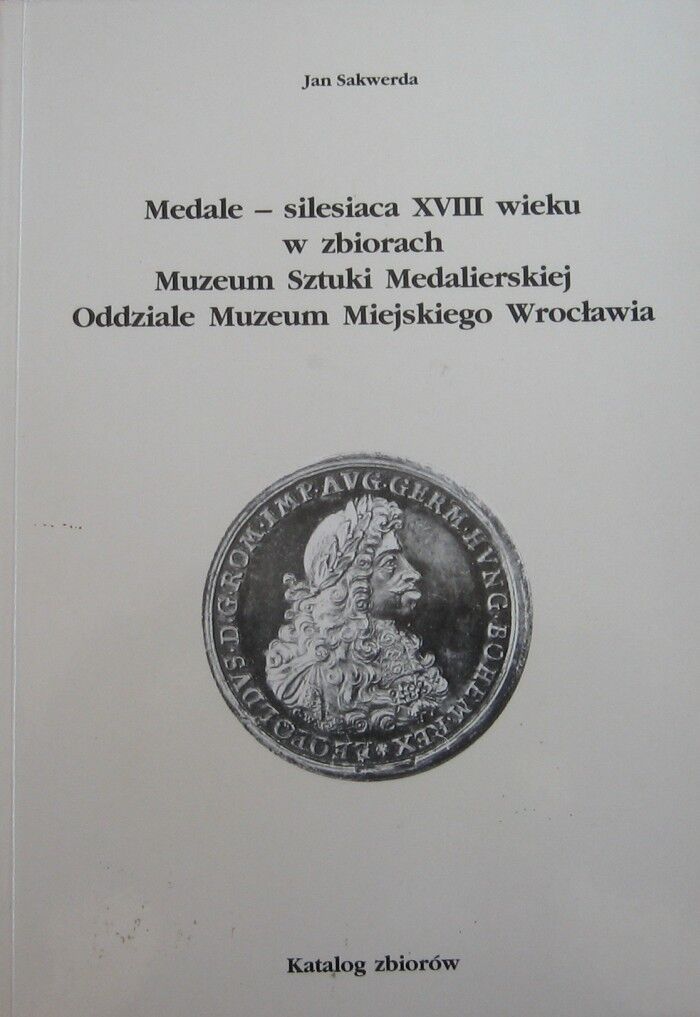 Jan Sakwerda
Medale – silesiaca XVIII wieku
w zbiorach
Muzeum Sztuki Medalierskiej
Oddziale Muzeum Miejskiego Wrocławia
LEOPOLDVS·D·G·ROM·IMP·AVG·GERM·HVNG·BOHEM·REX
Katalog zbiorów